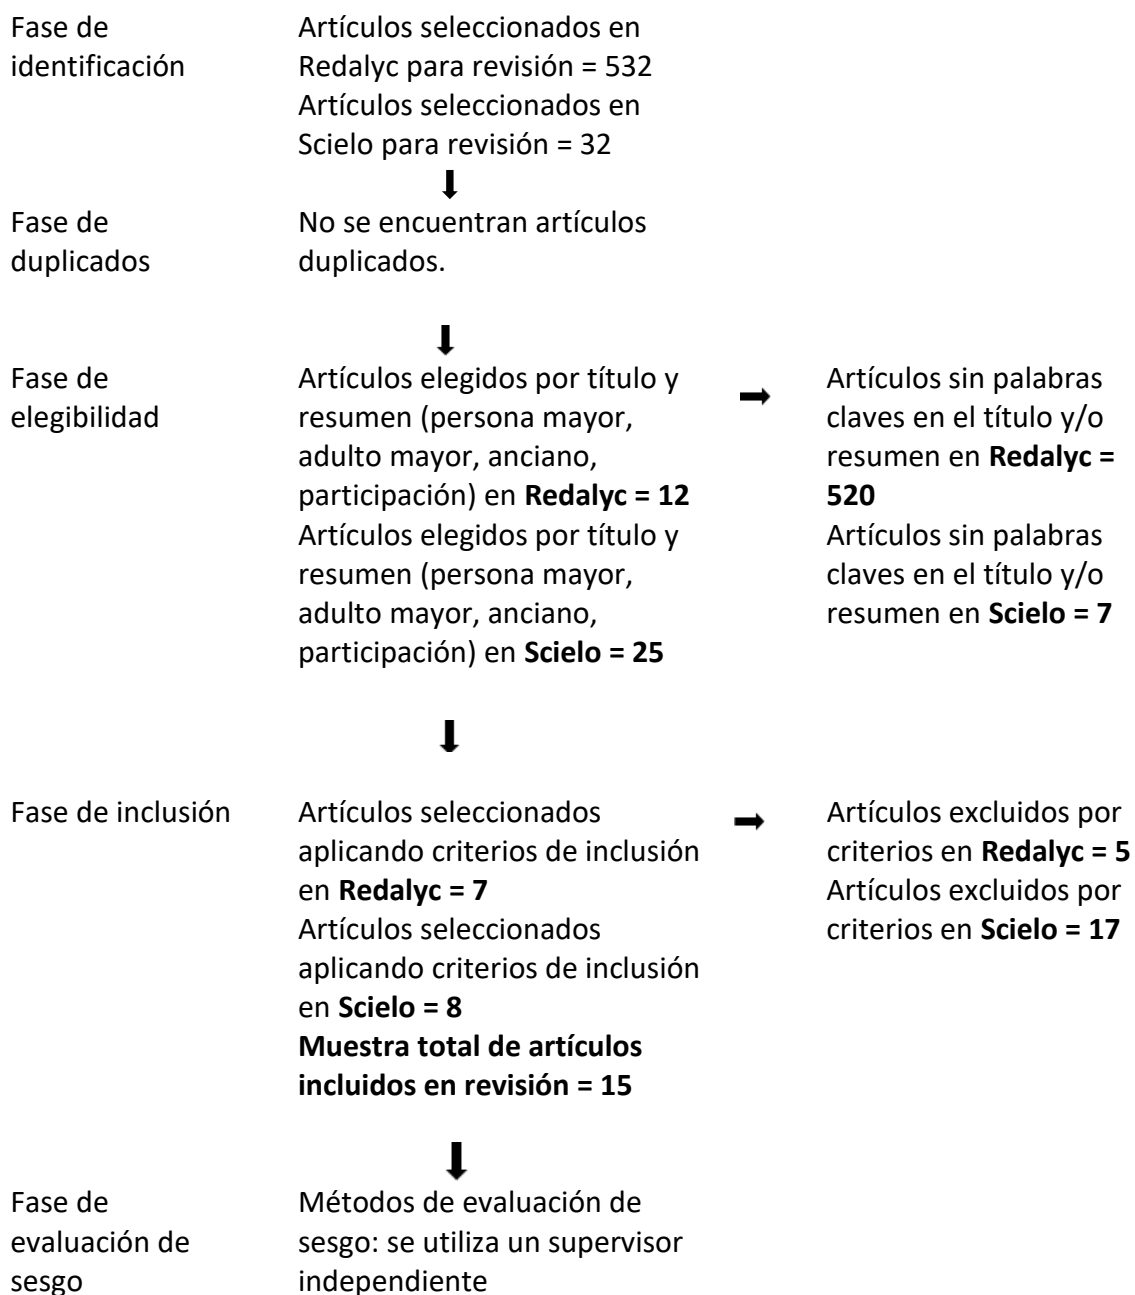 Fase de
identificación
Artículos seleccionados en
Redalyc para revisión = 532
Artículos seleccionados en
Scielo para revisión = 32
Fase de
duplicados
No se encuentran artículos
duplicados.
Fase de
elegibilidad
Artículos elegidos por título y
resumen (persona mayor,
adulto mayor, anciano,
participación) en Redalyc = 12
Artículos elegidos por título y
resumen (persona mayor,
adulto mayor, anciano,
participación) en Scielo = 25
Artículos sin palabras
claves en el título y/o
resumen en Redalyc =
520
Artículos sin palabras
claves en el título y/o
resumen en Scielo = 7
Fase de inclusión
Artículos seleccionados
aplicando criterios de inclusión
en Redalyc = 7
Artículos seleccionados
aplicando criterios de inclusión
en Scielo = 8
Muestra total de artículos
incluidos en revisión = 15
Artículos excluidos por
criterios en Redalyc = 5
Artículos excluidos por
criterios en Scielo = 17
Fase de
evaluación de
sesgo
Métodos de evaluación de
sesgo: se utiliza un supervisor
independiente